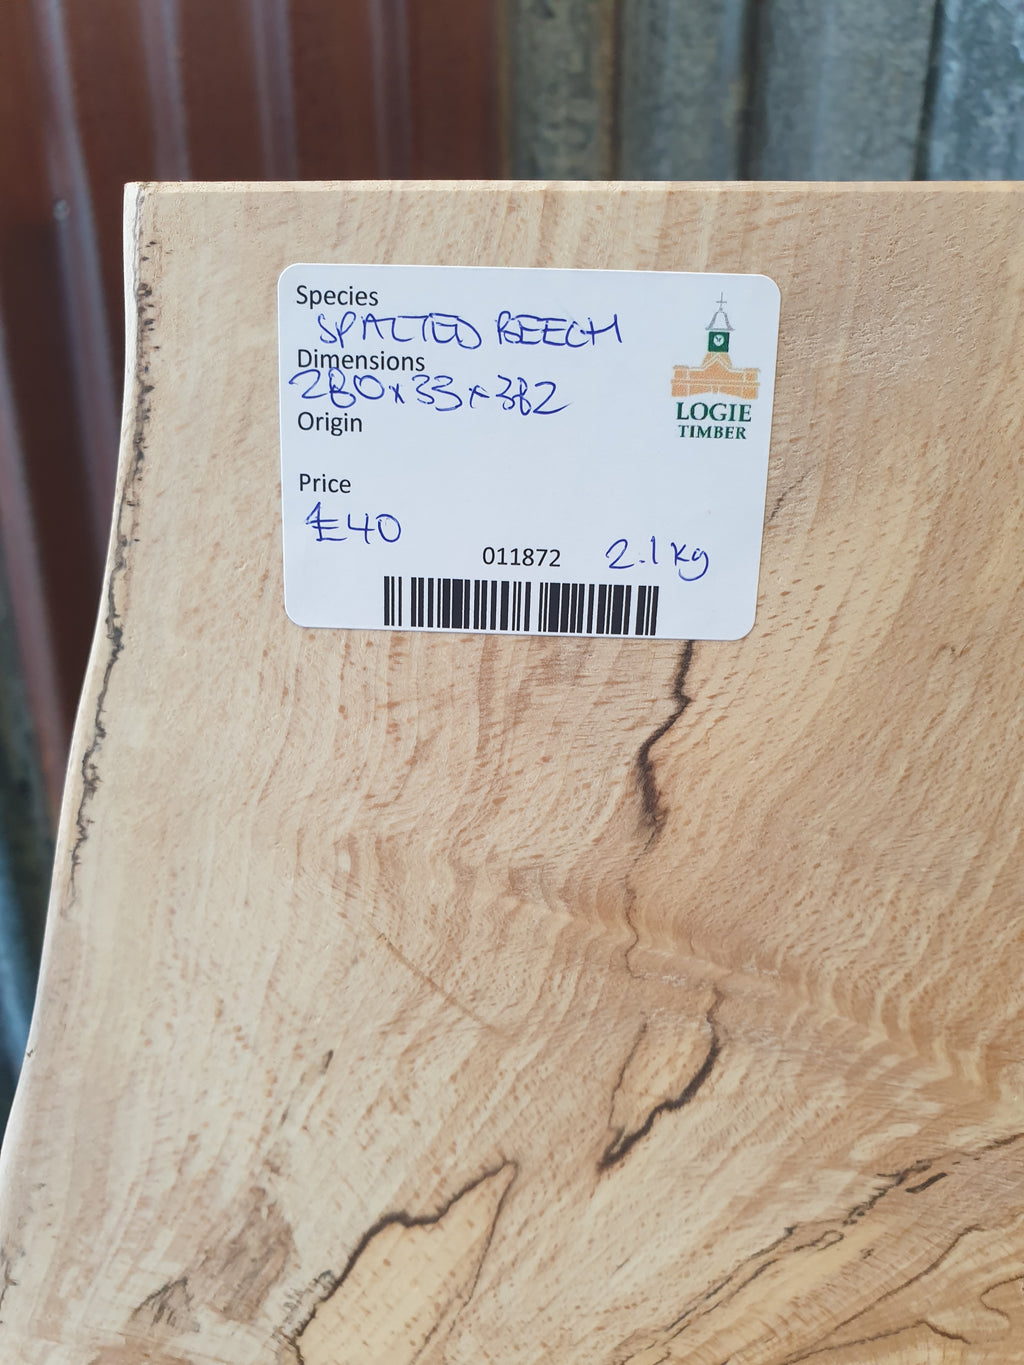 Species
SPALTED BEECH
Dimensions
280x33x382
Origin
LOGIE
TIMBER
Price
£40
011872
2.1kg